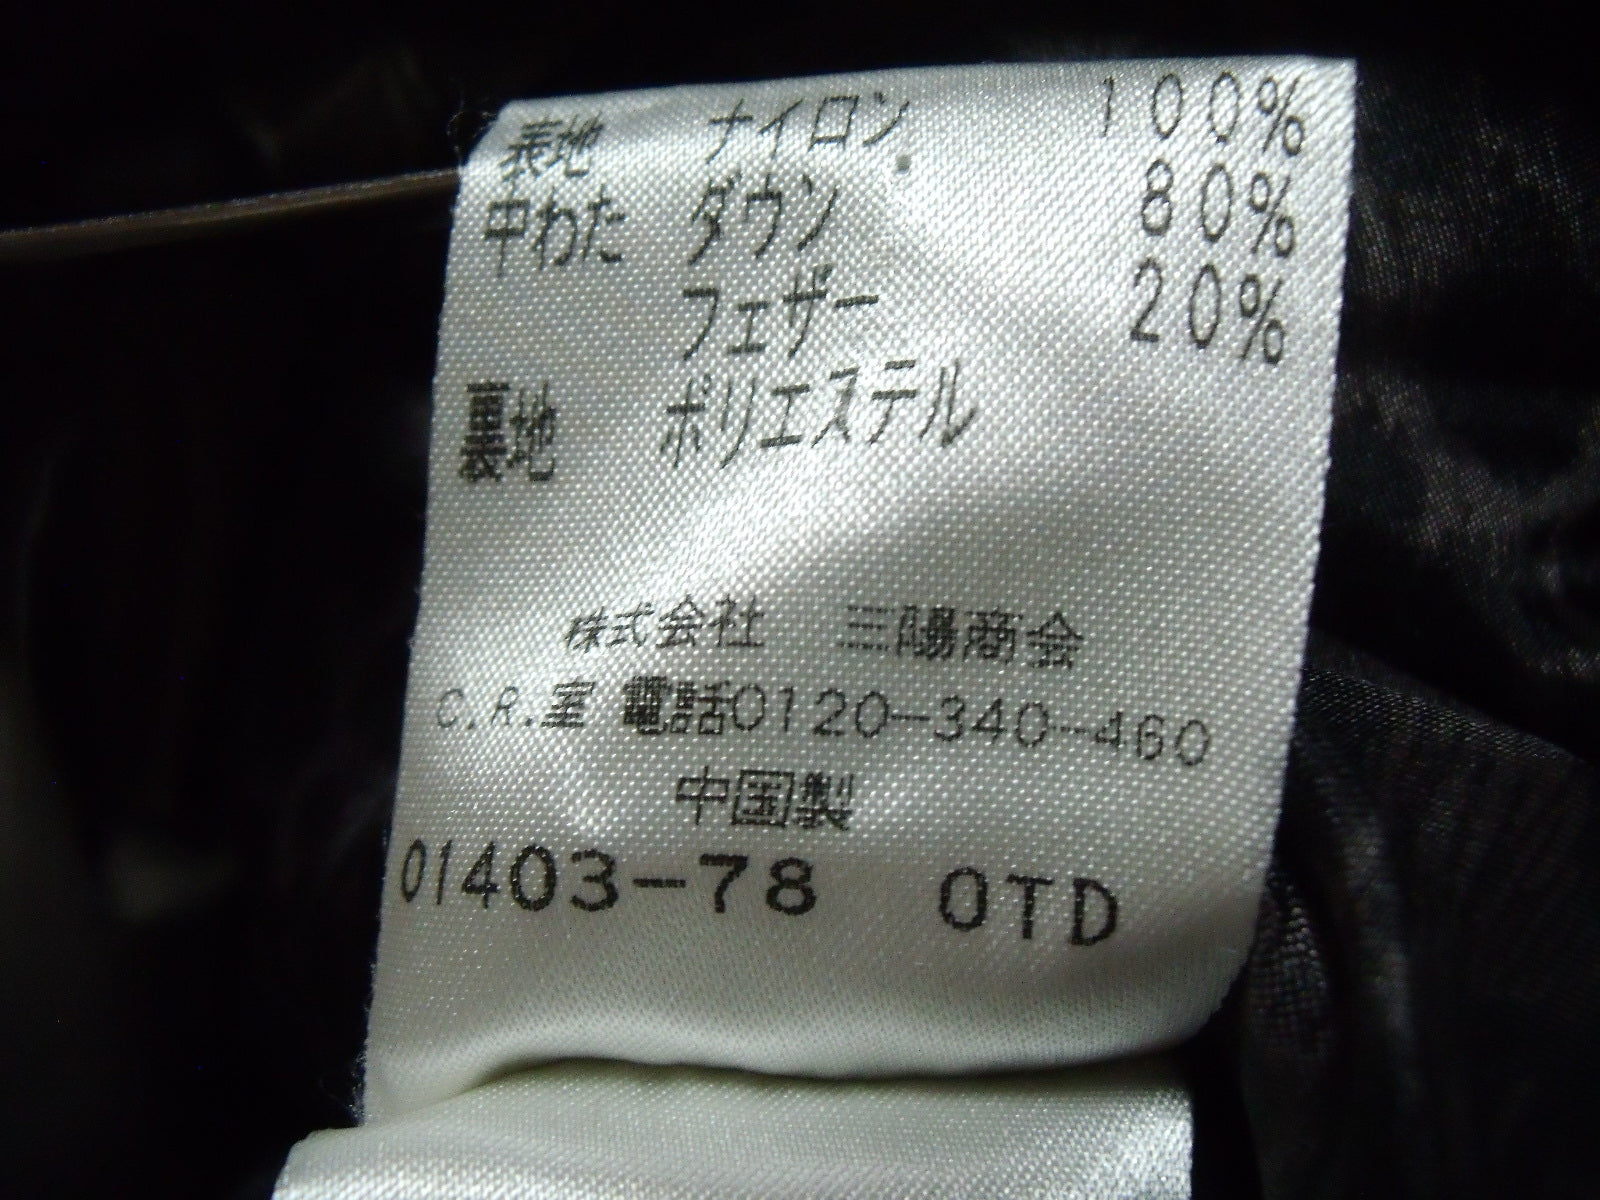 表地 ナイロン 100%
中わた ダウン 80%
フェザー 20%
裏地 ポリエステル
株式会社 三陽商会
C.R.室 電話0120-340-460
中国製
01403-78 OTD